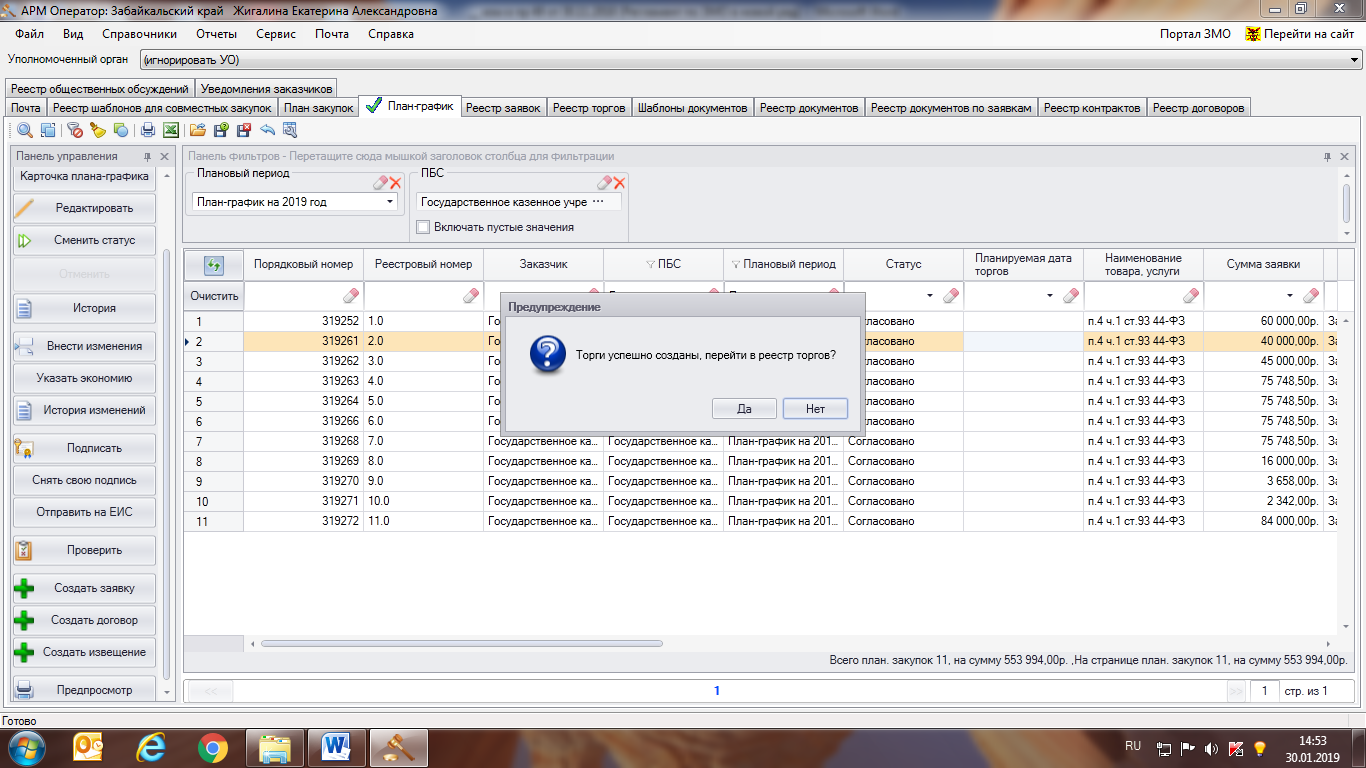 АРМ Оператор: Забайкальский край   Жигалина Екатерина Александровна
Файл Вид Справочники Отчеты Сервис Почта Справка Портал ЗМО Перейти на сайт
Уполномоченный орган (игнорировать УО)
Реестр общественных обсуждений Уведомления заказчиков
Почта Реестр шаблонов для совместных закупок План закупок План-график Реестр заявок Реестр торгов Шаблоны документов Реестр документов Реестр документов по заявкам Реестр контрактов Реестр договоров
Панель управления
Карточка плана-графика
Редактировать
Сменить статус
Отменить
История
Внести изменения
Указать экономию
История изменений
Подписать
Снять свою подпись
Отправить на ЕИС
Проверить
Создать заявку
Создать договор
Создать извещение
Предпросмотр
Панель Фильтров - Перетащите сюда мышкой заголовок столбца для Фильтрации
Плановый период
План-график на 2019 год
ПБС
Государственное казенное учре ...
Включать пустые значения
Порядковый номер Реестровый номер Заказчик ПБС Плановый период Статус Планируемая дата торгов Наименование товара, услуги Сумма заявки
Очистить
1 319252 1.0 Го согласовано п.4 ч.1 ст.93 44-ФЗ 60 000,00р. За
2 319261 2.0 Го согласовано п.4 ч.1 ст.93 44-ФЗ 40 000,00р. За
3 319262 3.0 Го согласовано п.4 ч.1 ст.93 44-ФЗ 45 000,00р. За
4 319263 4.0 Го согласовано п.4 ч.1 ст.93 44-ФЗ 75 748,50р. За
5 319264 5.0 Го согласовано п.4 ч.1 ст.93 44-ФЗ 75 748,50р. За
6 319266 6.0 Го согласовано п.4 ч.1 ст.93 44-ФЗ 75 748,50р. За
7 319268 7.0 Государственное ка... Государственное ка... План-график на 201... Согласовано п.4 ч.1 ст.93 44-ФЗ 75 748,50р. За
8 319269 8.0 Государственное ка... Государственное ка... План-график на 201... Согласовано п.4 ч.1 ст.93 44-ФЗ 16 000,00р. За
9 319270 9.0 Государственное ка... Государственное ка... План-график на 201... Согласовано п.4 ч.1 ст.93 44-ФЗ 3 658,00р. За
10 319271 10.0 Государственное ка... Государственное ка... План-график на 201... Согласовано п.4 ч.1 ст.93 44-ФЗ 2 342,00р. За
11 319272 11.0 Государственное ка... Государственное ка... План-график на 201... Согласовано п.4 ч.1 ст.93 44-ФЗ 84 000,00р. За
Предупреждение
Торги успешно созданы, перейти в реестр торгов?
Да Нет
Всего план. закупок 11, на сумму 553 994,00р. ,На странице план. закупок 11, на сумму 553 994,00р.
<< 1 >> 1 стр. из 1
Готово
RU 14:53
30.01.2019